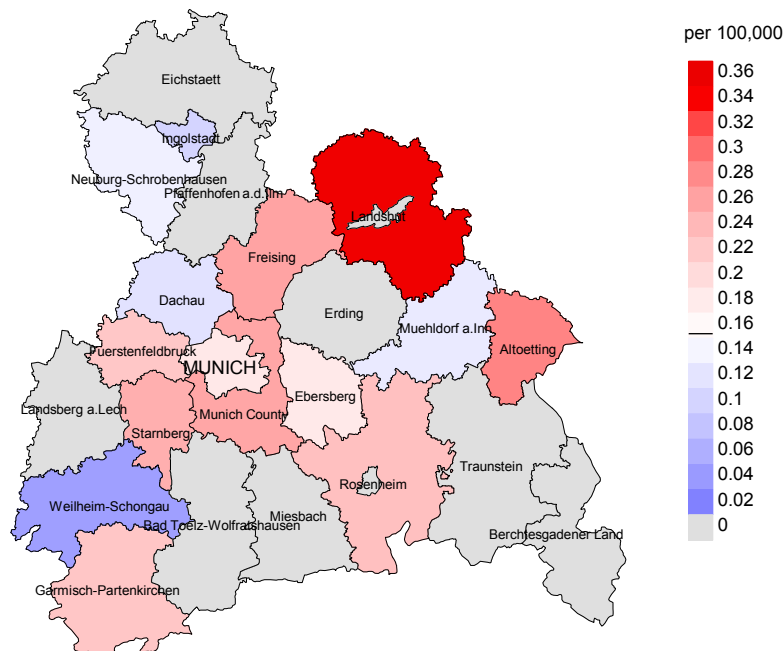 per 100,000
0.36
0.34
0.32
0.3
0.28
0.26
0.24
0.22
0.2
0.18
0.16
0.14
0.12
0.1
0.08
0.06
0.04
0.02
0
Eichstaett
Ingolstadt
Neuburg-Schrobenhausen
Pfaffenhofen a.d.Ilm
Landshut
Freising
Dachau
Erding
Muehldorf a.Inn
Altoetting
Fuerstenfeldbruck
MUNICH
Ebersberg
Landsberg a.Lech
Munich County
Starnberg
Traunstein
Rosenheim
Weilheim-Schongau
Miesbach
Bad Toelz-Wolfratshausen
Berchtesgadener Land
Garmisch-Partenkirchen